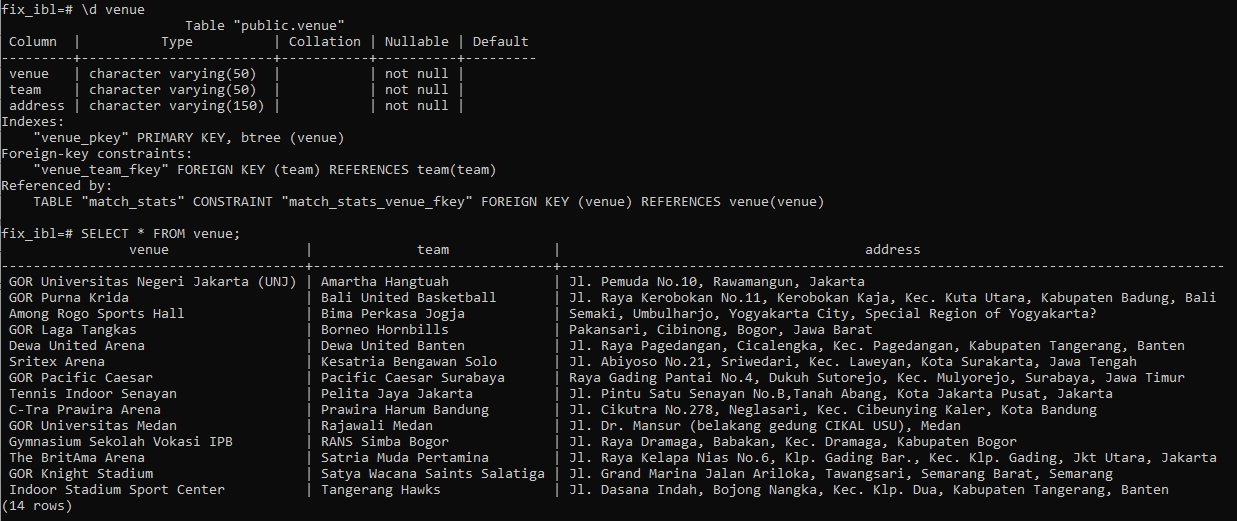 fix_ibl=# \d venue
                       Table "public.venue"
 Column  |          Type          | Collation | Nullable | Default
---------+------------------------+-----------+----------+---------
 venue   | character varying(50)  |           | not null |
 team    | character varying(50)  |           | not null |
 address | character varying(150) |           | not null |
Indexes:
    "venue_pkey" PRIMARY KEY, btree (venue)
Foreign-key constraints:
    "venue_team_fkey" FOREIGN KEY (team) REFERENCES team(team)
Referenced by:
    TABLE "match_stats" CONSTRAINT "match_stats_venue_fkey" FOREIGN KEY (venue) REFERENCES venue(venue)
fix_ibl=# SELECT * FROM venue;
                venue                 |             team             |                                      address
--------------------------------------+------------------------------+----------------------------------------------------------------------------------
 GOR Universitas Negeri Jakarta (UNJ) | Amartha Hangtuah             | Jl. Pemuda No.10, Rawamangun, Jakarta
 GOR Purna Krida                      | Bali United Basketball       | Jl. Raya Kerobokan No.11, Kerobokan Kaja, Kec. Kuta Utara, Kabupaten Badung, Bali
 Among Rogo Sports Hall               | Bima Perkasa Jogja           | Semaki, Umbulharjo, Yogyakarta City, Special Region of Yogyakarta?
 GOR Laga Tangkas                     | Borneo Hornbills             | Pakansari, Cibinong, Bogor, Jawa Barat
 Dewa United Arena                    | Dewa United Banten           | Jl. Raya Pagedangan, Cicalengka, Kec. Pagedangan, Kabupaten Tangerang, Banten
 Sritex Arena                         | Kesatria Bengawan Solo       | Jl. Abiyoso No.21, Sriwedari, Kec. Laweyan, Kota Surakarta, Jawa Tengah
 GOR Pacific Caesar                   | Pacific Caesar Surabaya      | Raya Gading Pantai No.4, Dukuh Sutorejo, Kec. Mulyorejo, Surabaya, Jawa Timur
 Tennis Indoor Senayan                | Pelita Jaya Jakarta          | Jl. Pintu Satu Senayan No.B,Tanah Abang, Kota Jakarta Pusat, Jakarta
 C-Tra Prawira Arena                  | Prawira Harum Bandung        | Jl. Cikutra No.278, Neglasari, Kec. Cibeunying Kaler, Kota Bandung
 GOR Universitas Medan                | Rajawali Medan               | Jl. Dr. Mansur (belakang gedung CIKAL USU), Medan
 Gymnasium Sekolah Vokasi IPB         | RANS Simba Bogor             | Jl. Raya Dramaga, Babakan, Kec. Dramaga, Kabupaten Bogor
 The BritAma Arena                    | Satria Muda Pertamina        | Jl. Raya Kelapa Nias No.6, Klp. Gading Bar., Kec. Klp. Gading, Jkt Utara, Jakarta
 GOR Knight Stadium                   | Satya Wacana Saints Salatiga | Jl. Grand Marina Jalan Ariloka, Tawangsari, Semarang Barat, Semarang
 Indoor Stadium Sport Center          | Tangerang Hawks              | Jl. Dasana Indah, Bojong Nangka, Kec. Klp. Dua, Kabupaten Tangerang, Banten
(14 rows)